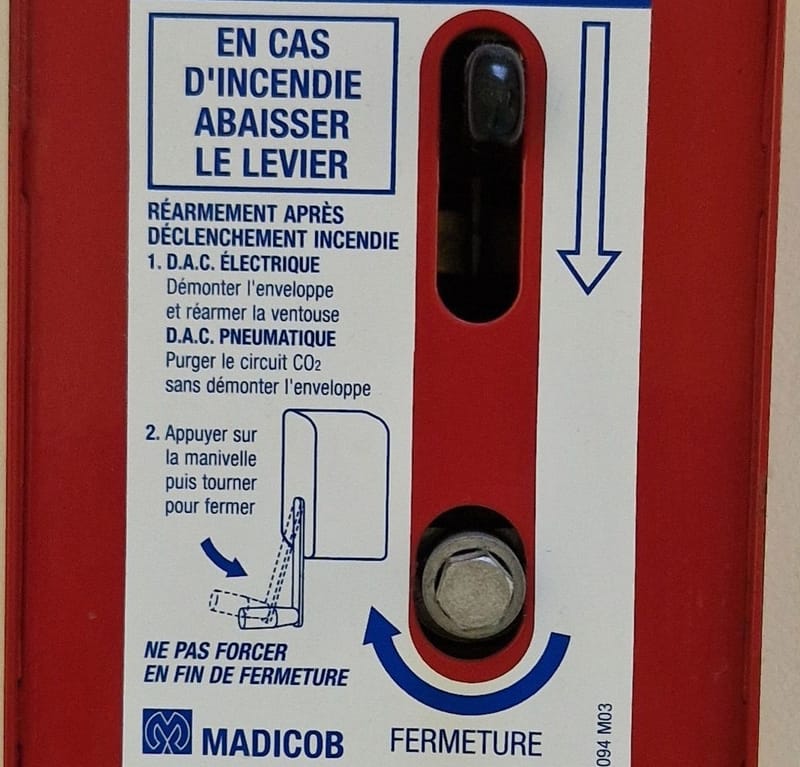 EN CAS
D'INCENDIE
ABAISSER
LE LEVIER
RÉARMEMENT APRÈS
DÉCLENCHEMENT INCENDIE
1. D.A.C. ÉLECTRIQUE
Démonter l'enveloppe
et réarmer la ventouse
D.A.C. PNEUMATIQUE
Purger le circuit CO₂
sans démonter l'enveloppe
2. Appuyer sur
la manivelle
puis tourner
pour fermer
NE PAS FORCER
EN FIN DE FERMETURE
MADICOB
FERMETURE
094 M03